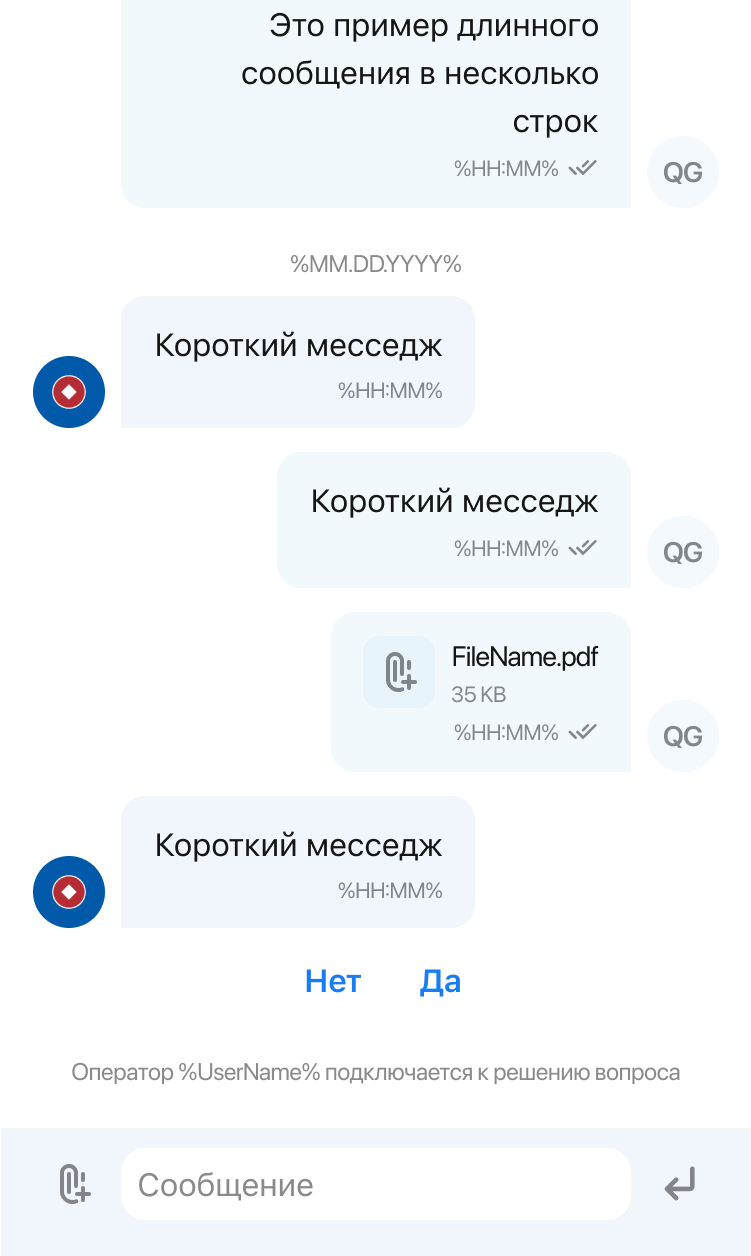 Это пример длинного
сообщения в несколько
строк
%HH:MM%
QG
%MM.DD.YYYY%
Короткий месседж
%HH:MM%
Короткий месседж
%HH:MM%
QG
FileName.pdf
35 KB
%HH:MM%
QG
Короткий месседж
%HH:MM%
Нет Да
Оператор %UserName% подключается к решению вопроса
Сообщение